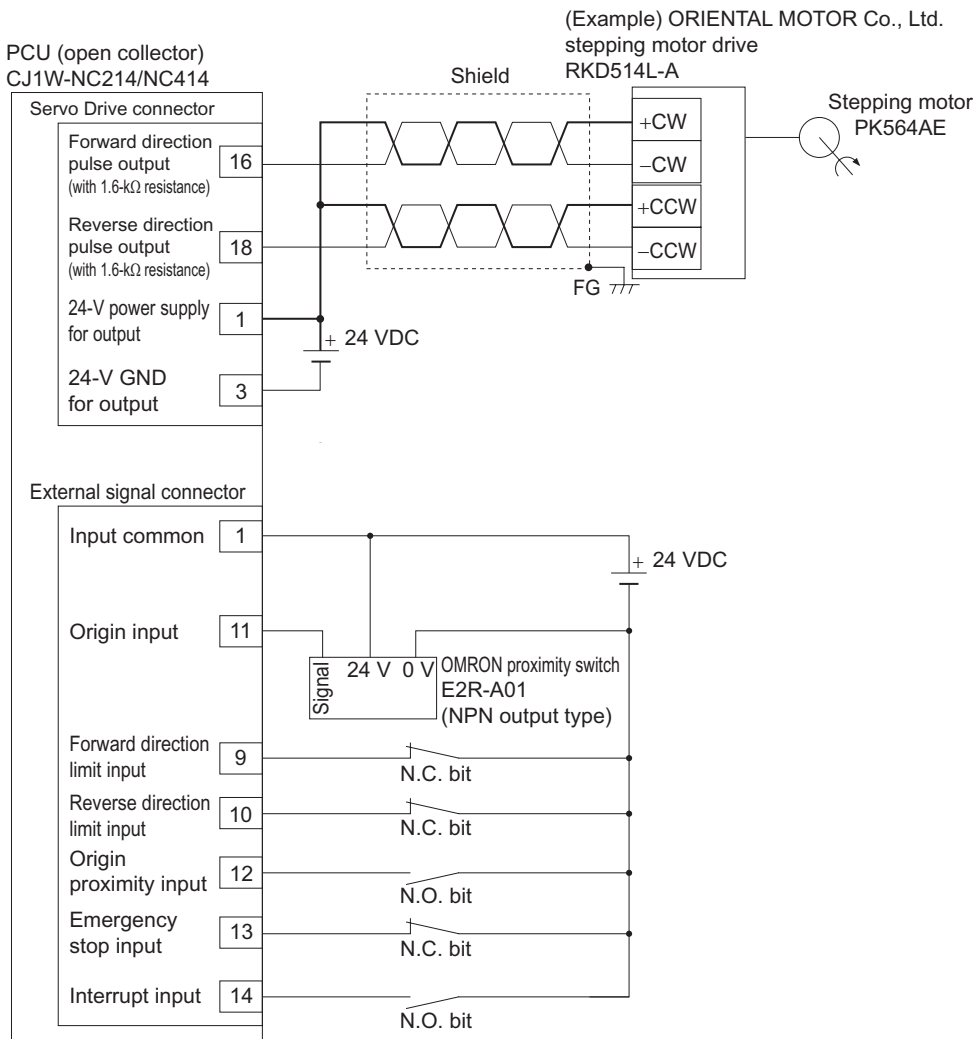 (Example) ORIENTAL MOTOR Co., Ltd.
stepping motor drive
RKD514L-A
PCU (open collector)
CJ1W-NC214/NC414
Shield
Stepping motor
PK564AE
Servo Drive connector
Forward direction
pulse output
(with 1.6-kΩ resistance)
16
+CW
−CW
Reverse direction
pulse output
(with 1.6-kΩ resistance)
18
+CCW
−CCW
FG
24-V power supply
for output
1
+ 24 VDC
24-V GND
for output
3
External signal connector
Input common
1
+ 24 VDC
Origin input
11
Signal
24 V
0 V
OMRON proximity switch
E2R-A01
(NPN output type)
Forward direction
limit input
9
N.C. bit
Reverse direction
limit input
10
N.C. bit
Origin
proximity input
12
N.O. bit
Emergency
stop input
13
N.C. bit
Interrupt input
14
N.O. bit